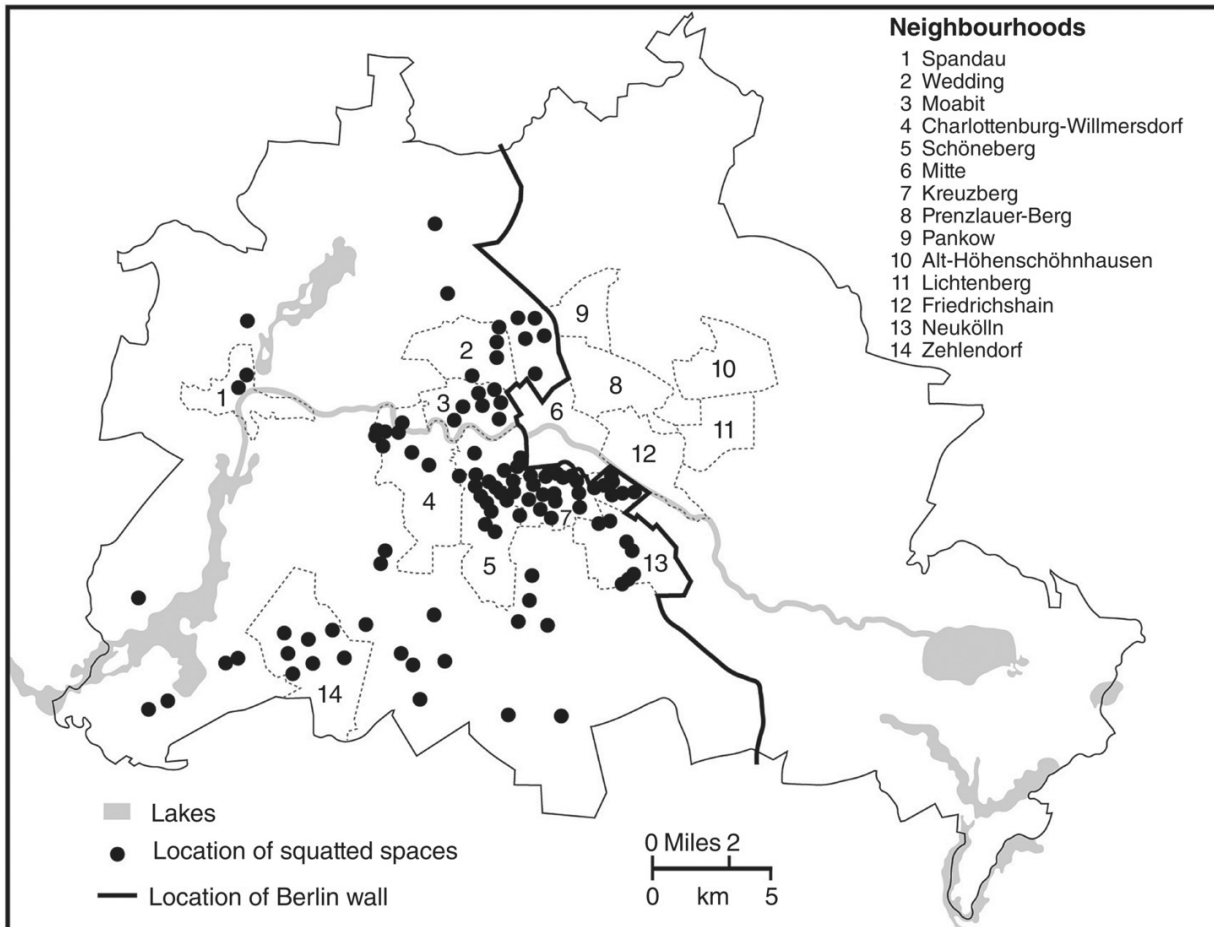 Neighbourhoods
1 Spandau
2 Wedding
3 Moabit
4 Charlottenburg-Willmersdorf
5 Schöneberg
6 Mitte
7 Kreuzberg
8 Prenzlauer-Berg
9 Pankow
10 Alt-Höhenschöhnhausen
11 Lichtenberg
12 Friedrichshain
13 Neukölln
14 Zehlendorf
9
2
10
8
1
3
6
11
12
4
7
13
5
14
Lakes
Location of squatted spaces
Location of Berlin wall
0 Miles 2
0 km 5